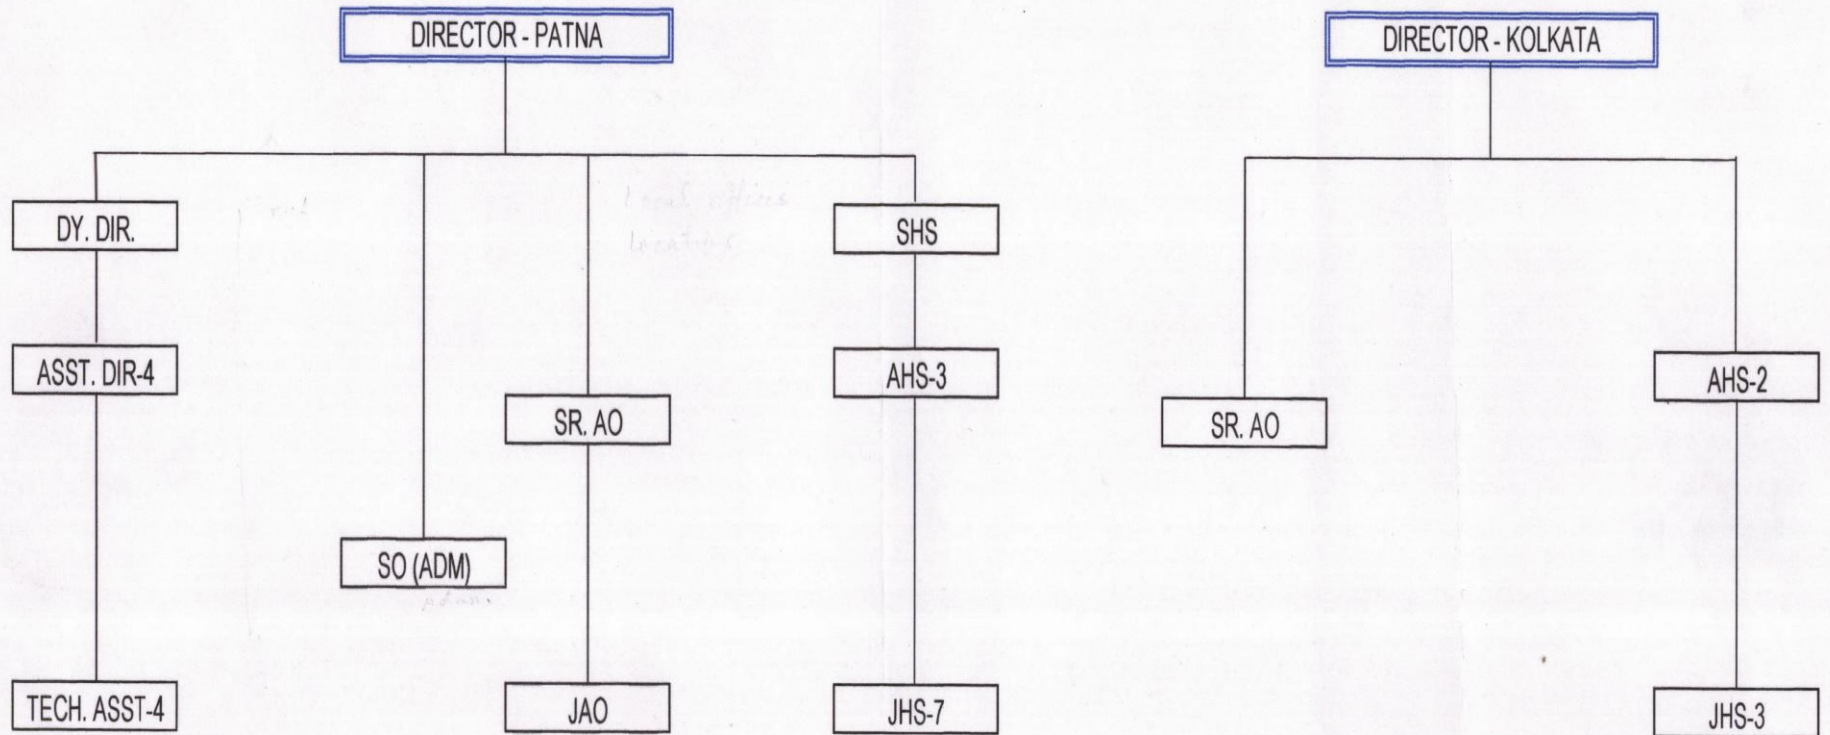 DIRECTOR - PATNA
DIRECTOR - KOLKATA
DY. DIR.
SHS
ASST. DIR-4
AHS-3
AHS-2
SR. AO
SR. AO
SO (ADM)
TECH. ASST-4
JAO
JHS-7
JHS-3